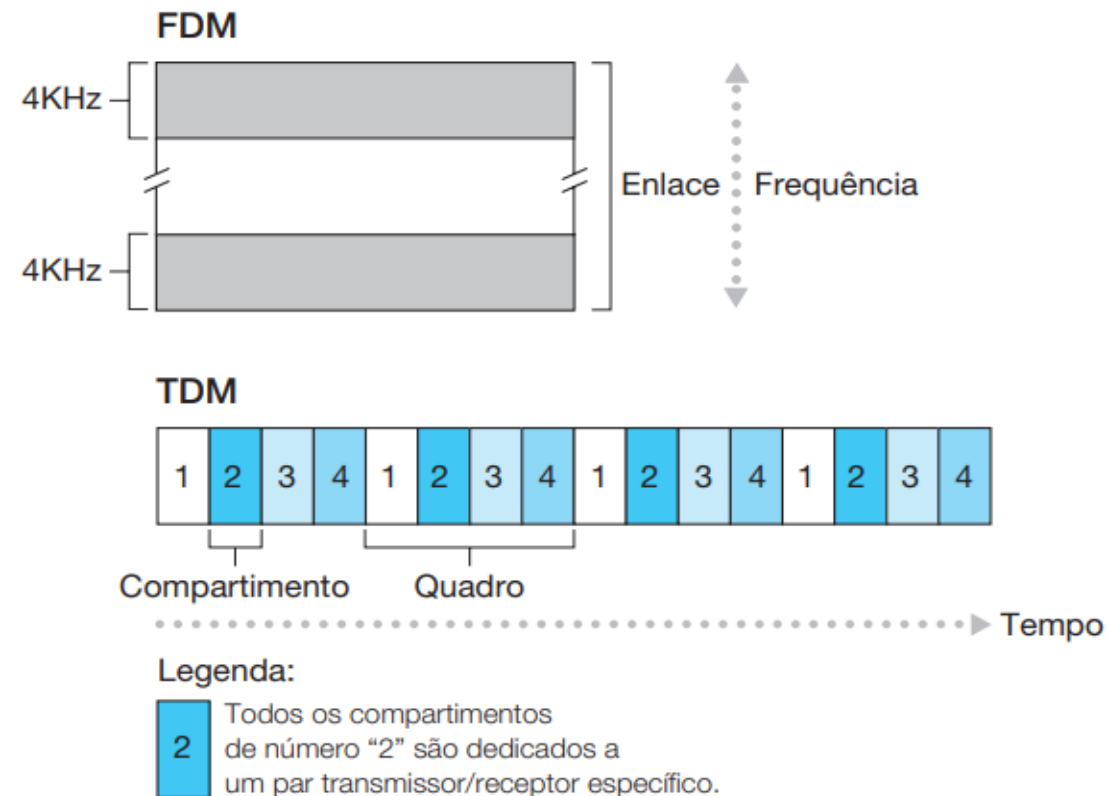 FDM
4KHz
Enlace
Frequência
4KHz
TDM
1 2 3 4 1 2 3 4 1 2 3 4 1 2 3 4
Compartimento
Quadro
Tempo
Legenda:
2
Todos os compartimentos
de número “2” são dedicados a
um par transmissor/receptor específico.